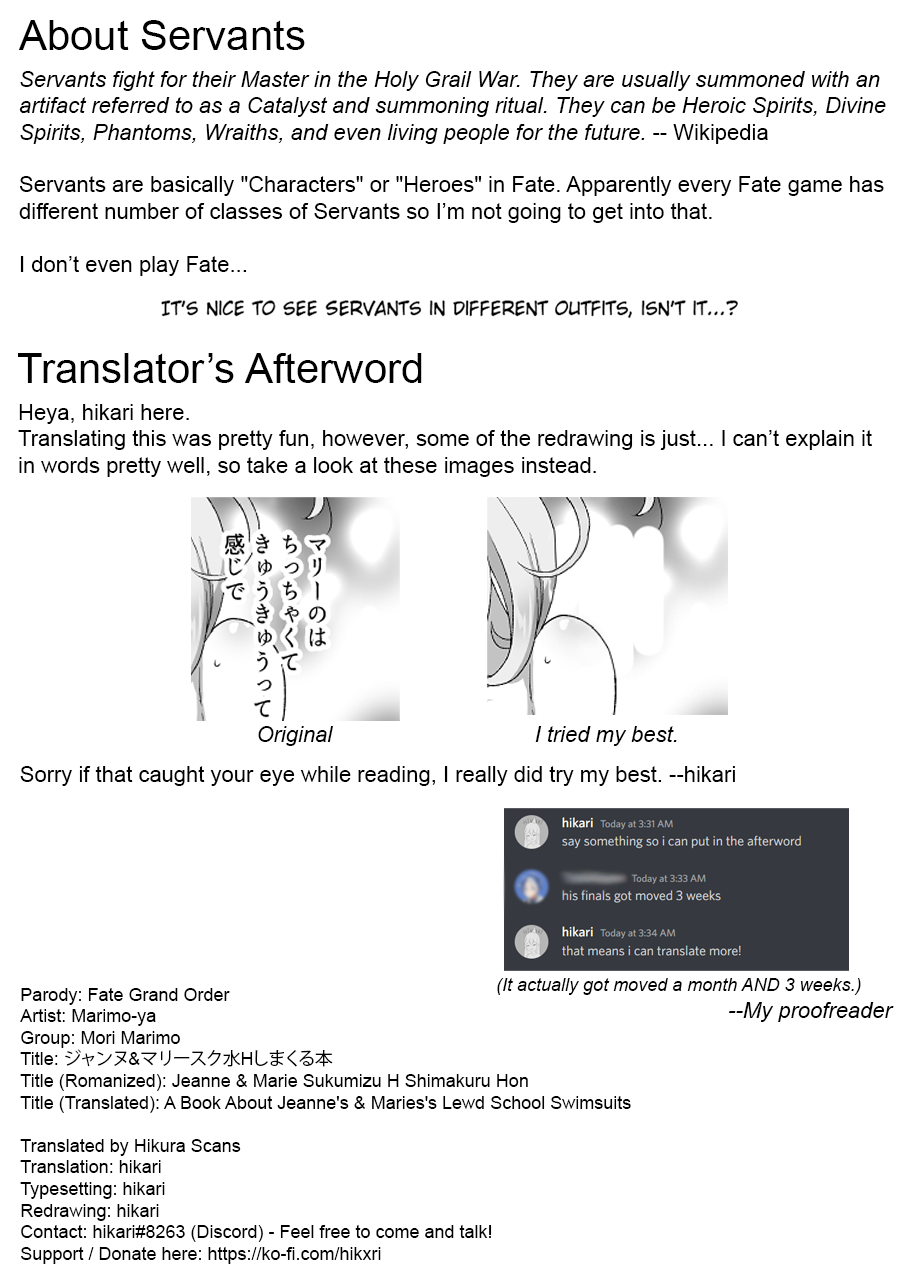 About Servants
Servants fight for their Master in the Holy Grail War. They are usually summoned with an
artifact referred to as a Catalyst and summoning ritual. They can be Heroic Spirits, Divine
Spirits, Phantoms, Wraiths, and even living people for the future. -- Wikipedia
Servants are basically "Characters" or "Heroes" in Fate. Apparently every Fate game has
different number of classes of Servants so I'm not going to get into that.
I don't even play Fate...
IT'S NICE TO SEE SERVANTS IN DIFFERENT OUTFITS, ISN'T IT...?
Translator's Afterword
Heya, hikari here.
Translating this was pretty fun, however, some of the redrawing is just... I can't explain it
in words pretty well, so take a look at these images instead.
マリーのは
ちっちゃくて
きゅうきゅうって
感じで
Original
I tried my best.
Sorry if that caught your eye while reading, I really did try my best. --hikari
hikari Today at 3:31 AM
say something so i can put in the afterword
Today at 3:33 AM
his finals got moved 3 weeks
hikari Today at 3:34 AM
that means i can translate more!
(It actually got moved a month AND 3 weeks.)
--My proofreader
Parody: Fate Grand Order
Artist: Marimo-ya
Group: Mori Marimo
Title: ジャンヌ&マリースク水Hしまくる本
Title (Romanized): Jeanne & Marie Sukumizu H Shimakuru Hon
Title (Translated): A Book About Jeanne's & Maries's Lewd School Swimsuits
Translated by Hikura Scans
Translation: hikari
Typesetting: hikari
Redrawing: hikari
Contact: hikari#8263 (Discord) - Feel free to come and talk!
Support / Donate here: https://ko-fi.com/hikxri